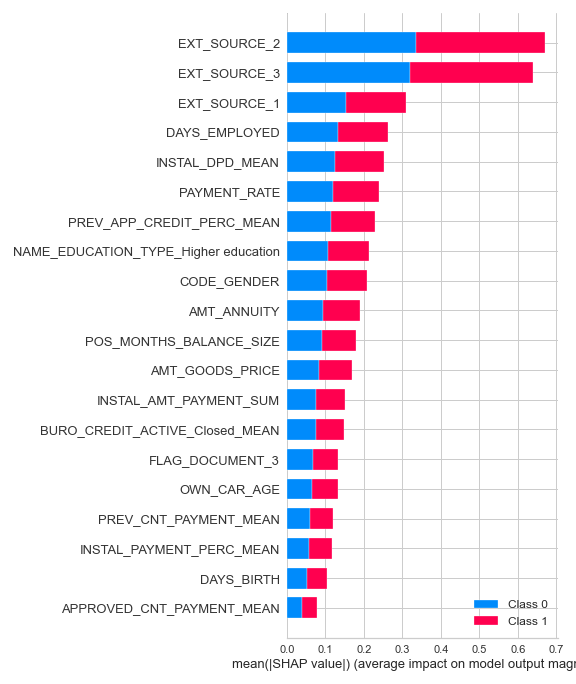 EXT_SOURCE_2
EXT_SOURCE_3
EXT_SOURCE_1
DAYS_EMPLOYED
INSTAL_DPD_MEAN
PAYMENT_RATE
PREV_APP_CREDIT_PERC_MEAN
NAME_EDUCATION_TYPE_Higher education
CODE_GENDER
AMT_ANNUITY
POS_MONTHS_BALANCE_SIZE
AMT_GOODS_PRICE
INSTAL_AMT_PAYMENT_SUM
BURO_CREDIT_ACTIVE_Closed_MEAN
FLAG_DOCUMENT_3
OWN_CAR_AGE
PREV_CNT_PAYMENT_MEAN
INSTAL_PAYMENT_PERC_MEAN
DAYS_BIRTH
APPROVED_CNT_PAYMENT_MEAN
Class 0
Class 1
0.0 0.1 0.2 0.3 0.4 0.5 0.6 0.7
mean(|SHAP value|) (average impact on model output magn